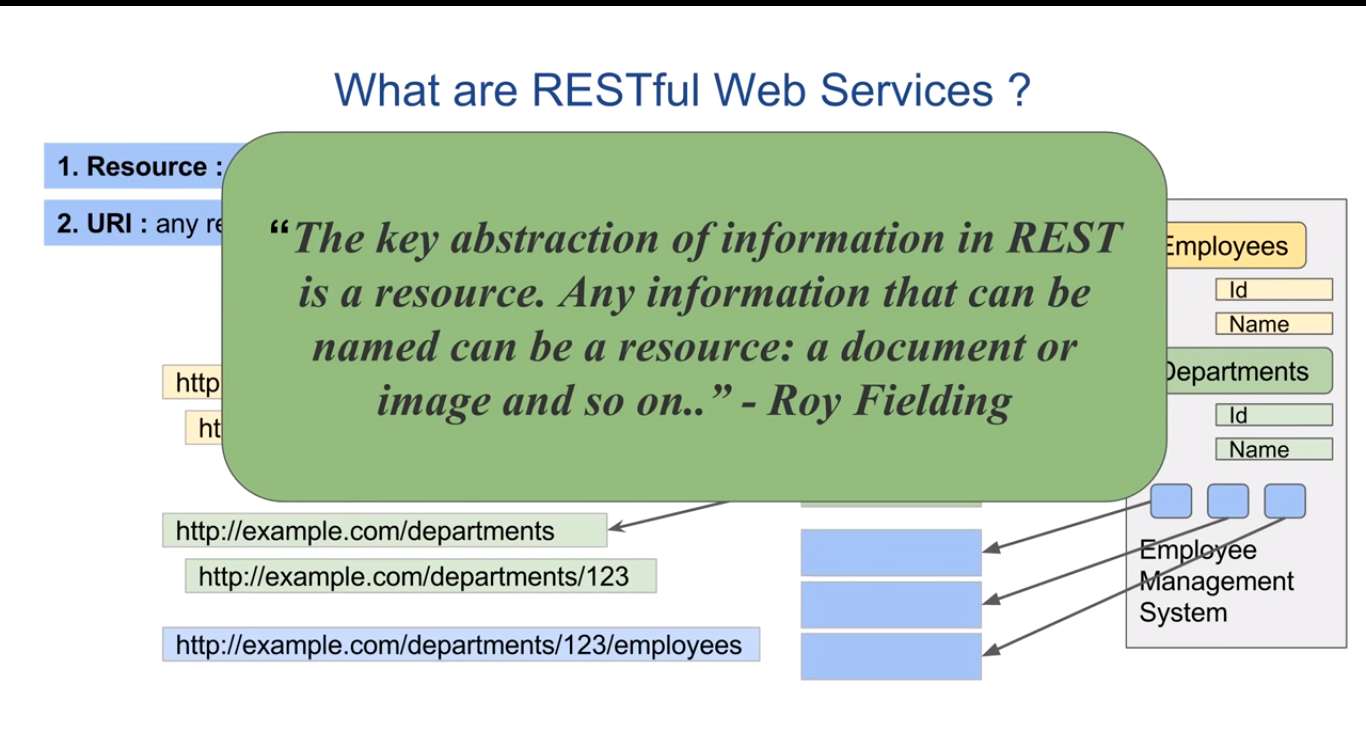 What are RESTful Web Services ?
1. Resource :
2. URI : any
“The key abstraction of information in REST
is a resource. Any information that can be
named can be a resource: a document or
image and so on..” - Roy Fielding
http
ht
http://example.com/departments
http://example.com/departments/123
http://example.com/departments/123/employees
Employees
Id
Name
Departments
Id
Name
Employee
Management
System